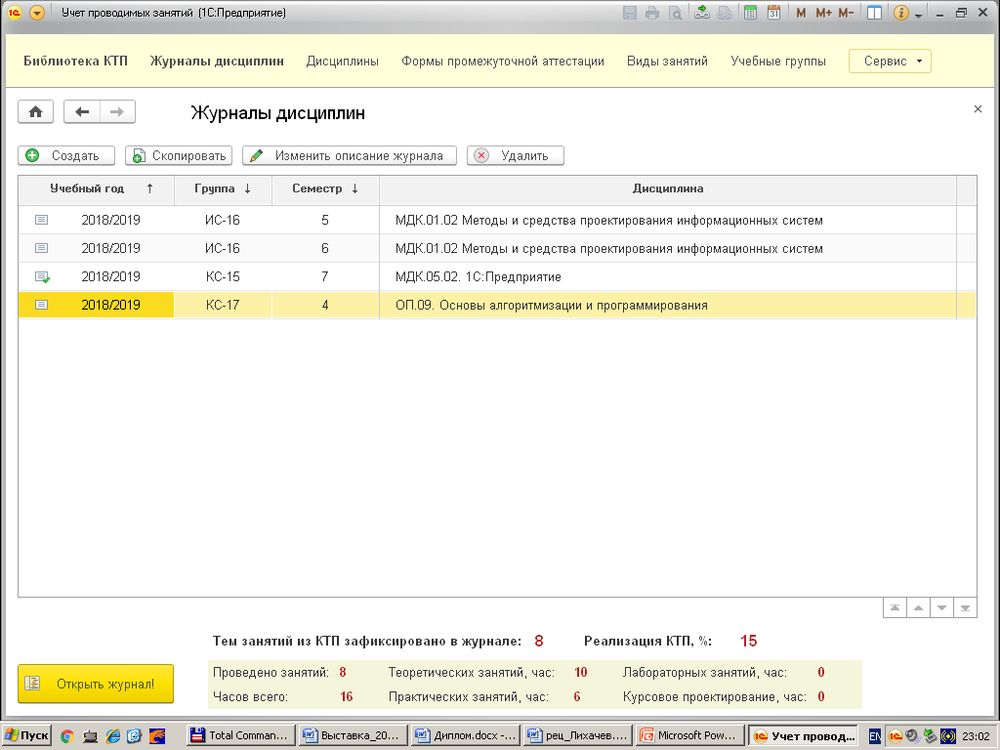 Учет проводимых занятий (1С:Предприятие)
M M+ M-
Библиотека КТП Журналы дисциплин Дисциплины Формы промежуточной аттестации Виды занятий Учебные группы Сервис
Журналы дисциплин
Создать Скопировать Изменить описание журнала Удалить
Учебный год ↑ Группа ↓ Семестр ↓ Дисциплина
2018/2019 ИС-16 5 МДК.01.02 Методы и средства проектирования информационных систем
2018/2019 ИС-16 6 МДК.01.02 Методы и средства проектирования информационных систем
2018/2019 КС-15 7 МДК.05.02. 1С:Предприятие
2018/2019 КС-17 4 ОП.09. Основы алгоритмизации и программирования
Тем занятий из КТП зафиксировано в журнале: 8 Реализация КТП, %: 15
Открыть журнал!
Проведено занятий: 8 Теоретических занятий, час: 10 Лабораторных занятий, час: 0
Часов всего: 16 Практических занятий, час: 6 Курсовое проектирование, час: 0
Пуск Total Comman... Выставка_20... Диплом.docx -... рец_Лихачев.... Microsoft Pow... Учет провод... EN 23:02